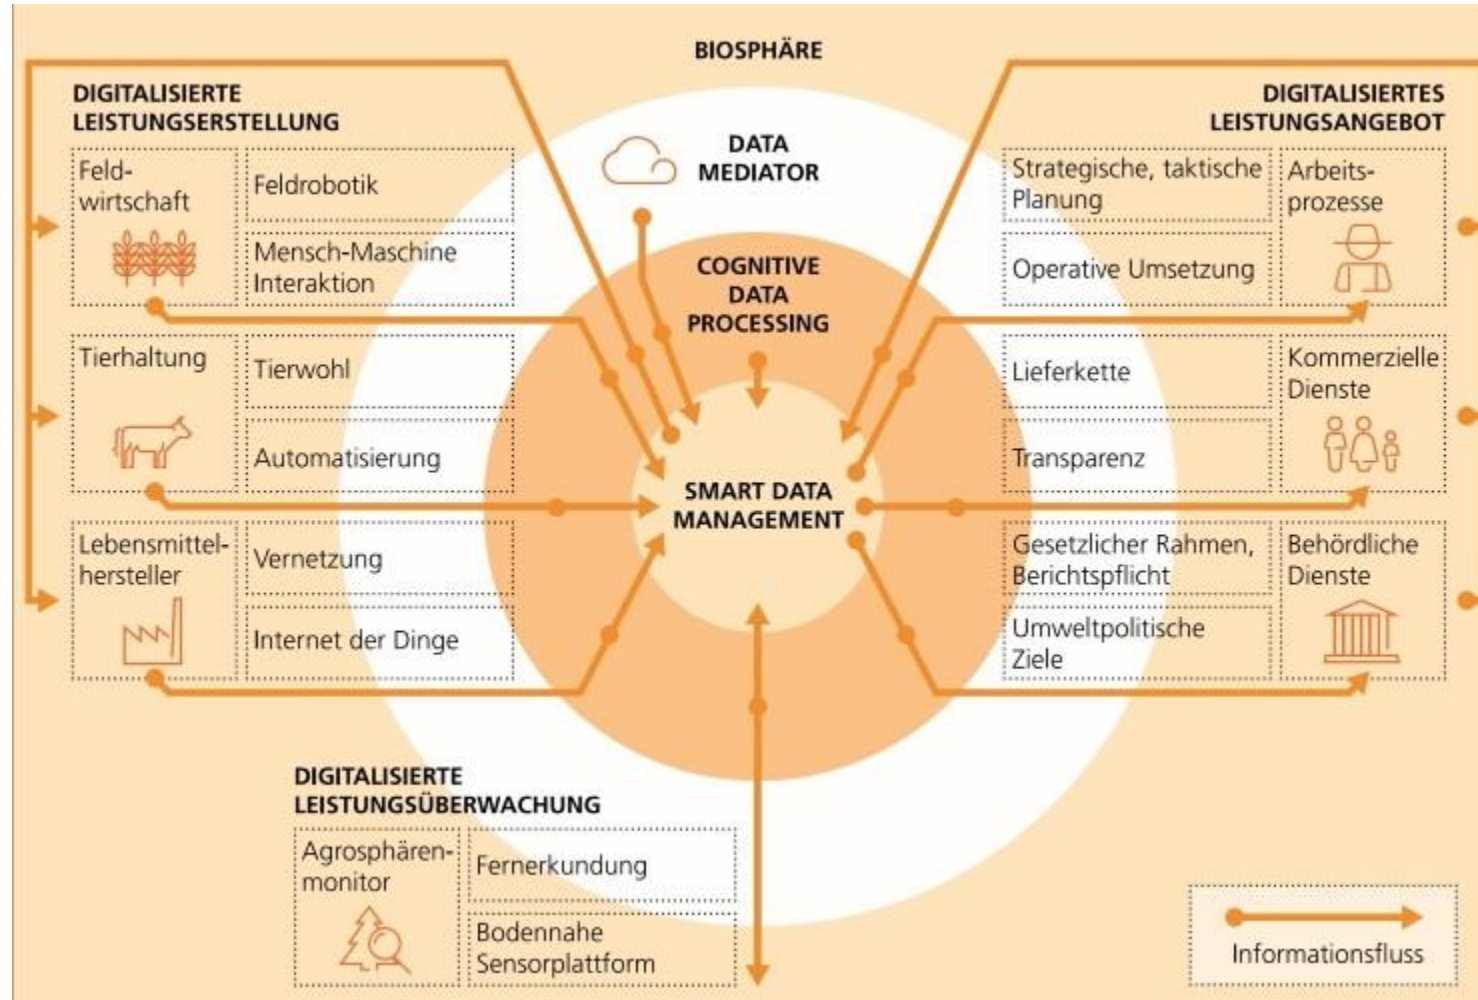 BIOSPHÄRE
DIGITALISIERTE
LEISTUNGSERSTELLUNG
Feld-
wirtschaft
Feldrobotik
Mensch-Maschine
Interaktion
Tierhaltung
Tierwohl
Automatisierung
Lebensmittel-
hersteller
Vernetzung
Internet der Dinge
DATA
MEDIATOR
COGNITIVE
DATA
PROCESSING
SMART DATA
MANAGEMENT
DIGITALISIERTES
LEISTUNGSANGEBOT
Strategische, taktische
Planung
Operative Umsetzung
Arbeits-
prozesse
Lieferkette
Transparenz
Kommerzielle
Dienste
Gesetzlicher Rahmen,
Berichtspflicht
Umweltpolitische
Ziele
Behördliche
Dienste
DIGITALISIERTE
LEISTUNGSÜBERWACHUNG
Agrosphären-
monitor
Fernerkundung
Bodennahe
Sensorplattform
Informationsfluss